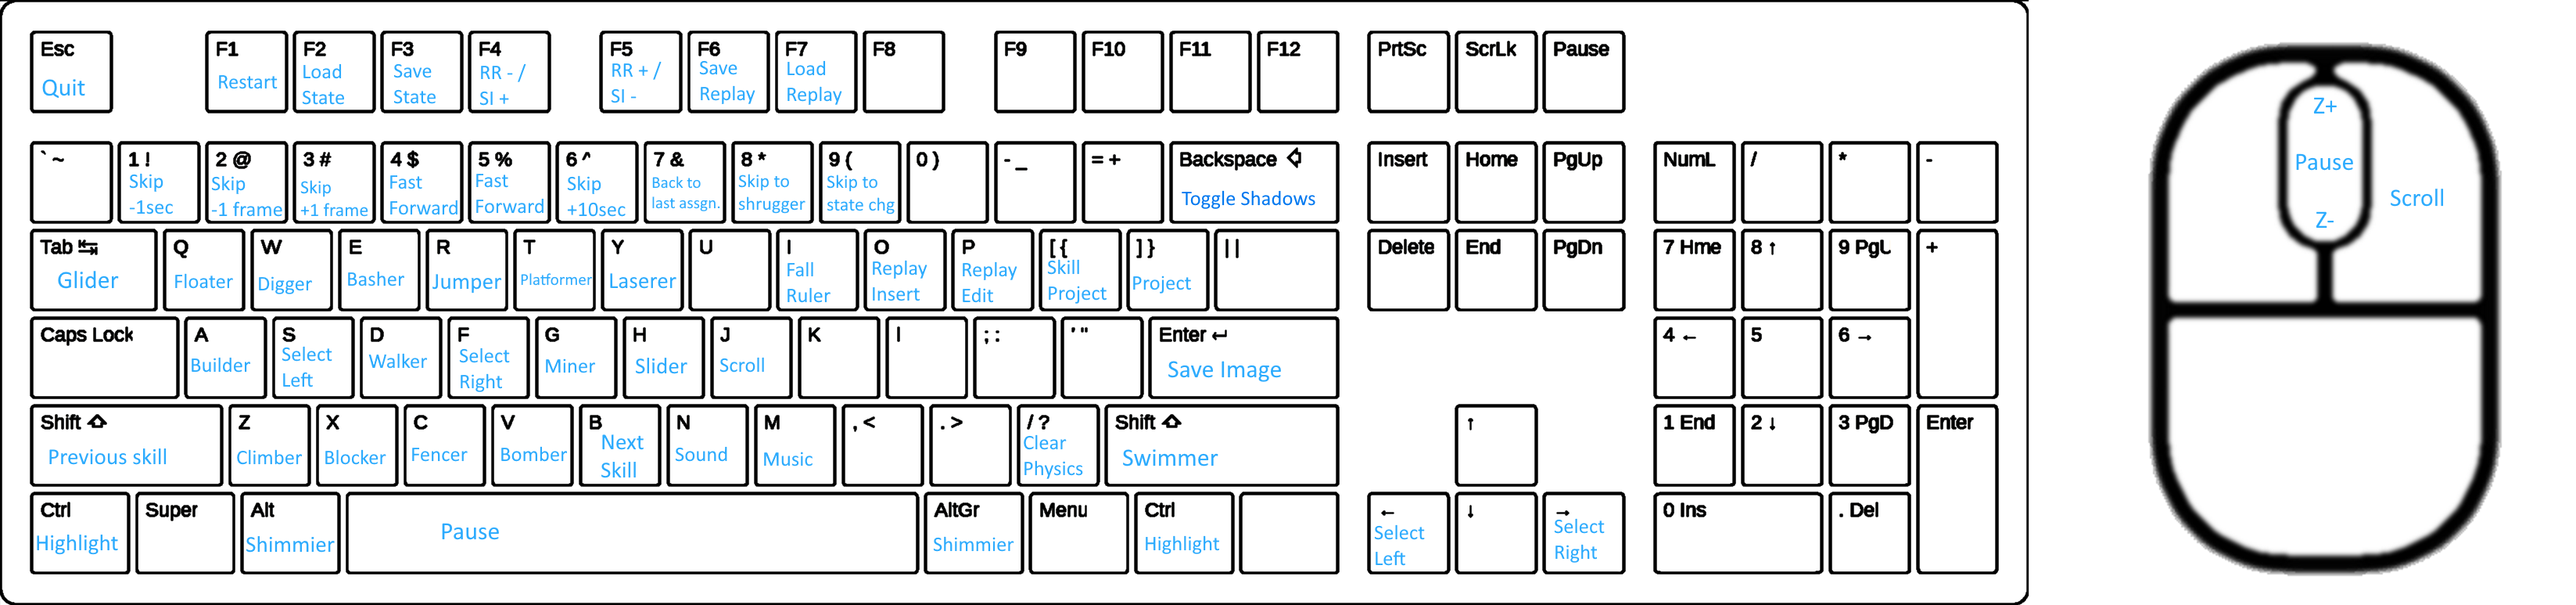 Esc
Quit
F1
Restart
F2
Load
State
F3
Save
State
F4
RR - /
SI +
F5
RR + /
SI -
F6
Save
Replay
F7
Load
Replay
F8
F9
F10
F11
F12
PrtSc
ScrLk
Pause
` ~
1 !
Skip
-1sec
2 @
Skip
-1 frame
3 #
Skip
+1 frame
4 $
Fast
Forward
5 %
Fast
Forward
6 ^
Skip
+10sec
7 &
Back to
last assgn.
8 *
Skip to
shrugger
9 (
Skip to
state chg
0 )
- _
= +
Backspace
Toggle Shadows
Insert
Home
PgUp
NumL
/
*
-
Tab ↹
Glider
Q
Floater
W
Digger
E
Basher
R
Jumper
T
Platformer
Y
Laserer
U
I
Fall
Ruler
O
Replay
Insert
P
Replay
Edit
[ {
Skill
Project
] }
Project
| |
Delete
End
PgDn
7 Hme
8 ↑
9 PgU
+
Caps Lock
A
Builder
S
Select
Left
D
Walker
F
Select
Right
G
Miner
H
Slider
J
Scroll
K
l
; :
' "
Enter ↵
Save Image
4 ←
5
6 →
Shift
Previous skill
Z
Climber
X
Blocker
C
Fencer
V
Bomber
B
Next
Skill
N
Sound
M
Music
, <
. >
/ ?
Clear
Physics
Shift
Swimmer
↑
1 End
2 ↓
3 PgD
Enter
Ctrl
Highlight
Super
Alt
Shimmier
Pause
AltGr
Shimmier
Menu
Ctrl
Highlight
←
Select
Left
↓
→
Select
Right
0 Ins
. Del
Z+
Pause
Z-
Scroll